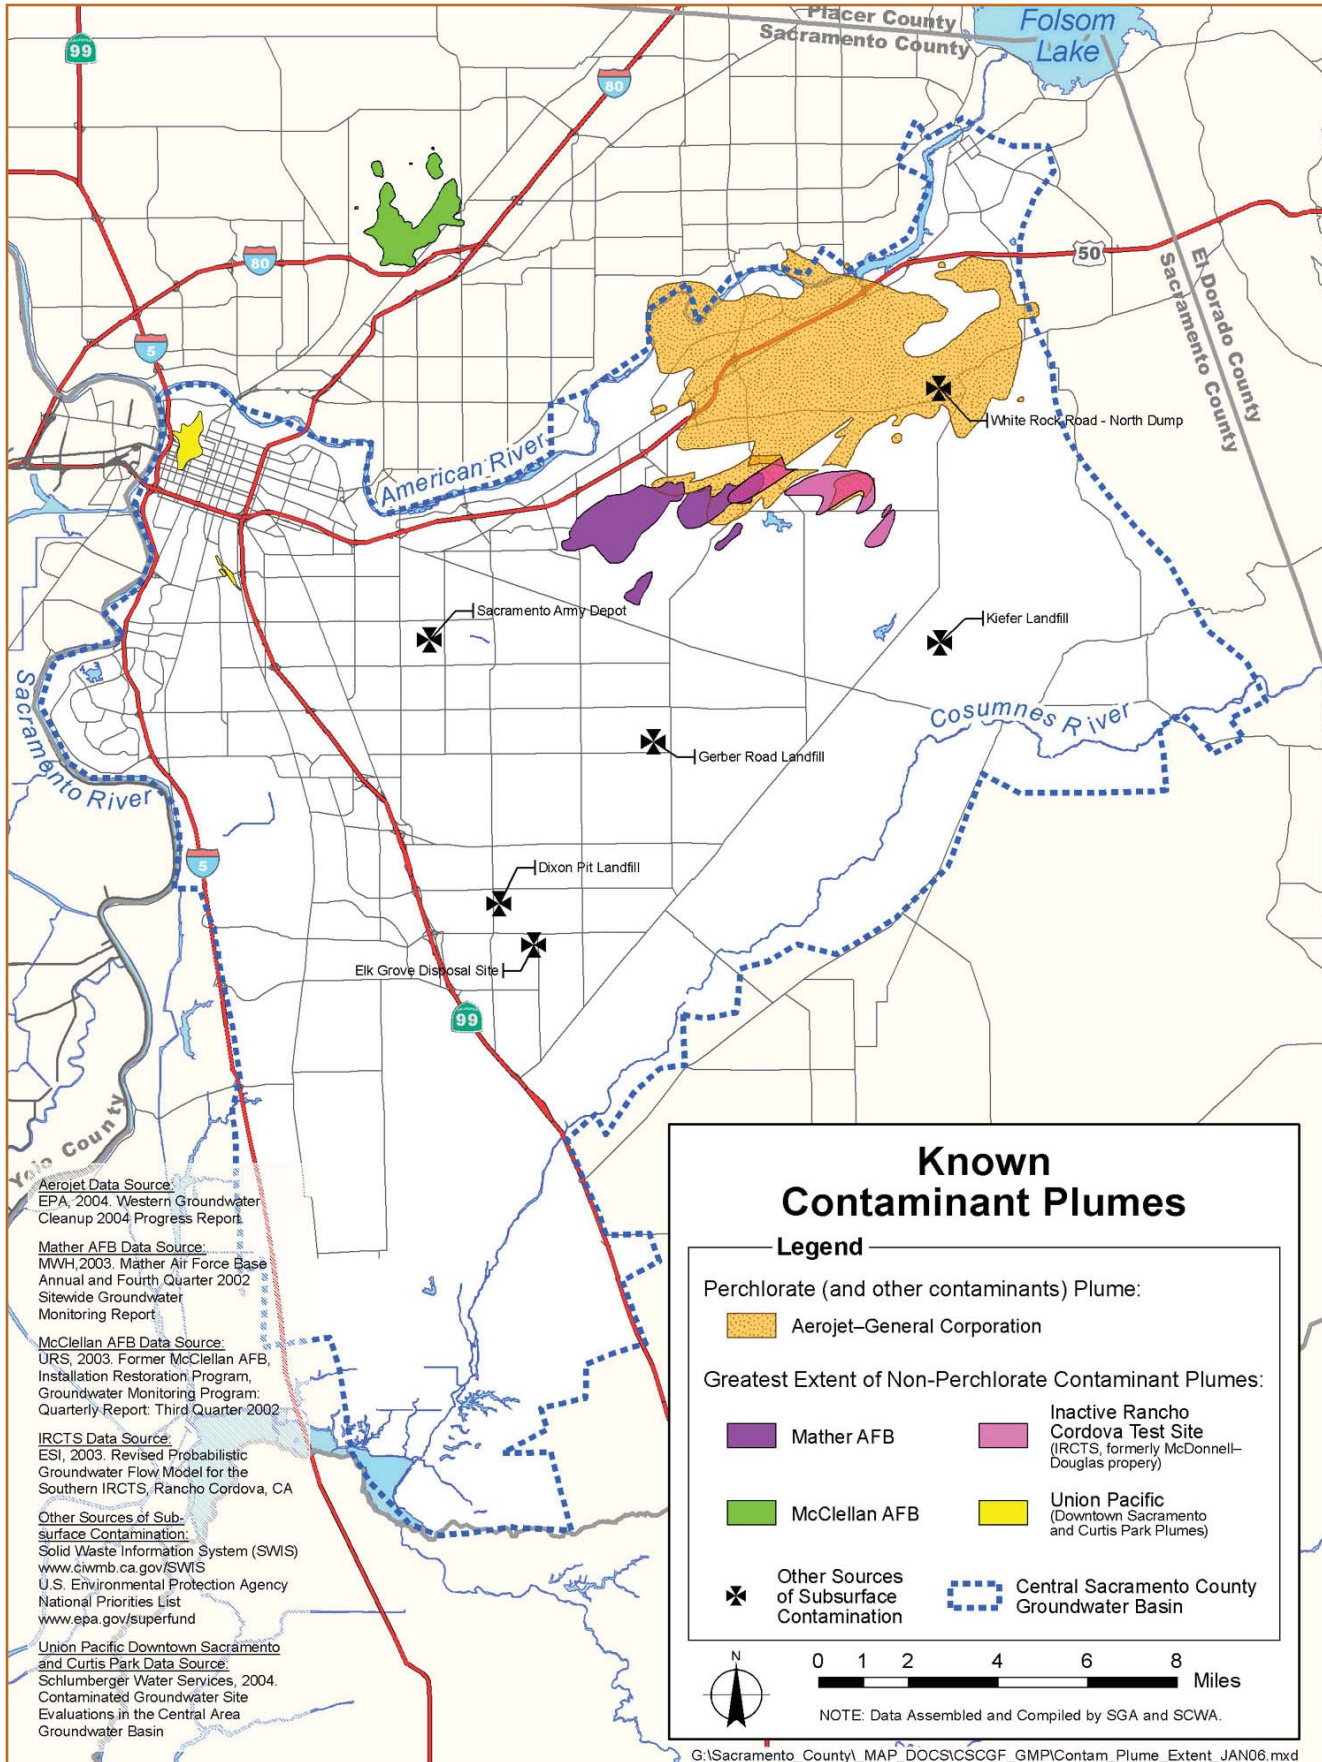 Placer County
Sacramento County
Folsom
Lake
99
80
80
50
El Dorado County
Sacramento County
5
White Rock Road - North Dump
American River
Sacramento Army Depot
Kiefer Landfill
Sacramento River
Cosumnes River
Gerber Road Landfill
5
Dixon Pit Landfill
Elk Grove Disposal Site
99
Yolo County
Aerojet Data Source:
EPA, 2004. Western Groundwater
Cleanup 2004 Progress Report
Mather AFB Data Source:
MWH,2003. Mather Air Force Base
Annual and Fourth Quarter 2002
Sitewide Groundwater
Monitoring Report
McClellan AFB Data Source:
URS, 2003. Former McClellan AFB,
Installation Restoration Program,
Groundwater Monitoring Program:
Quarterly Report: Third Quarter 2002
IRCTS Data Source:
ESI, 2003. Revised Probabilistic
Groundwater Flow Model for the
Southern IRCTS, Rancho Cordova, CA
Other Sources of Sub-
surface Contamination:
Solid Waste Information System (SWIS)
www.ciwmb.ca.gov/SWIS
U.S. Environmental Protection Agency
National Priorities List
www.epa.gov/superfund
Union Pacific Downtown Sacramento
and Curtis Park Data Source:
Schlumberger Water Services, 2004.
Contaminated Groundwater Site
Evaluations in the Central Area
Groundwater Basin
Known
Contaminant Plumes
Legend
Perchlorate (and other contaminants) Plume:
Aerojet–General Corporation
Greatest Extent of Non-Perchlorate Contaminant Plumes:
Mather AFB
Inactive Rancho
Cordova Test Site
(IRCTS, formerly McDonnell–
Douglas propery)
McClellan AFB
Union Pacific
(Downtown Sacramento
and Curtis Park Plumes)
Other Sources
of Subsurface
Contamination
Central Sacramento County
Groundwater Basin
N
0 1 2 4 6 8
Miles
NOTE: Data Assembled and Compiled by SGA and SCWA.
G:\Sacramento_County\_MAP_DOCS\CSCGF_GMP\Contam_Plume_Extent_JAN06.mxd